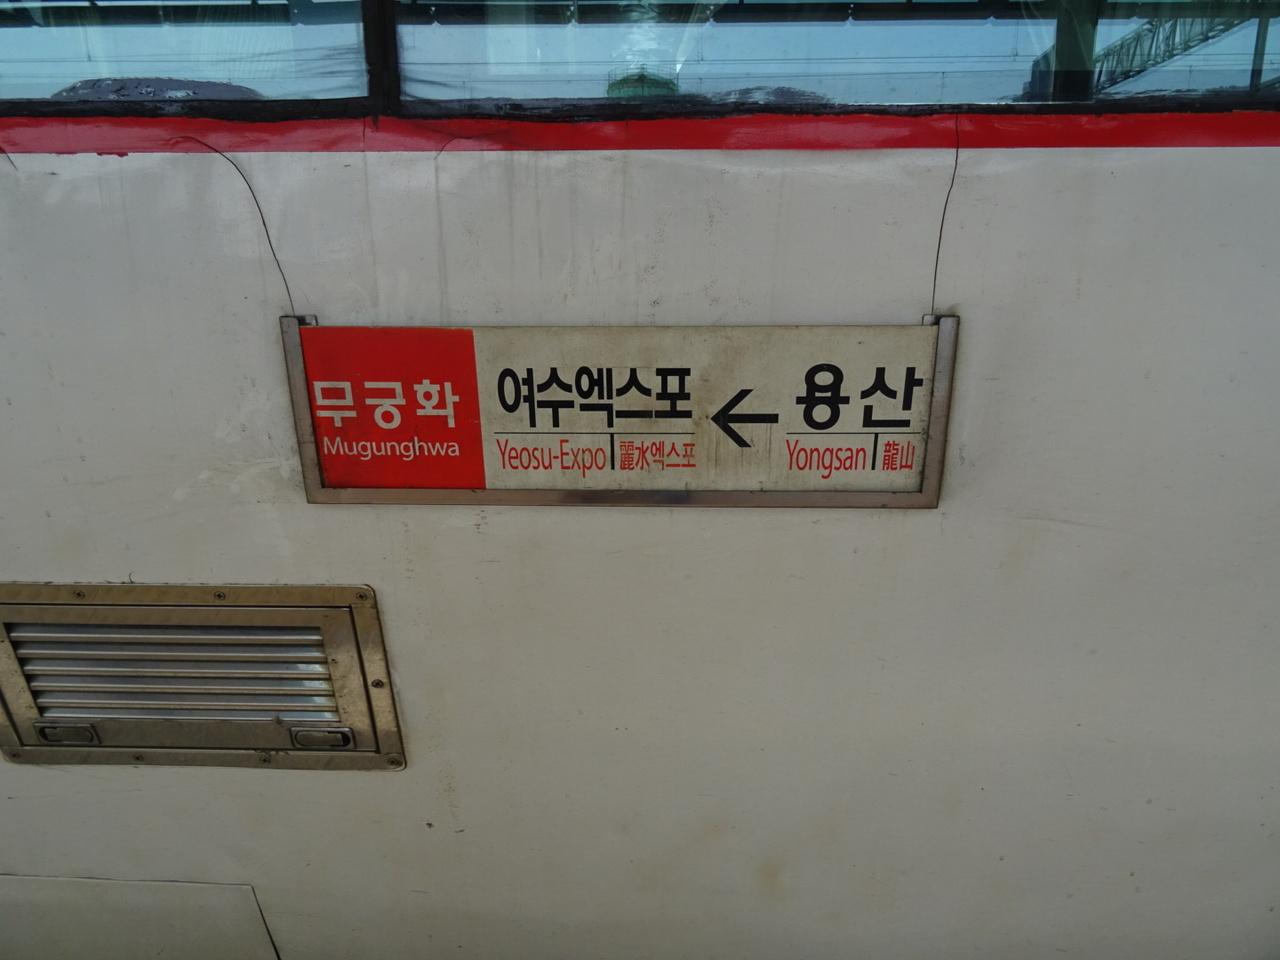 무궁화
Mugunghwa
여수엑스포 ← 용산
Yeosu-Expo | 麗水엑스포 Yongsan | 龍山